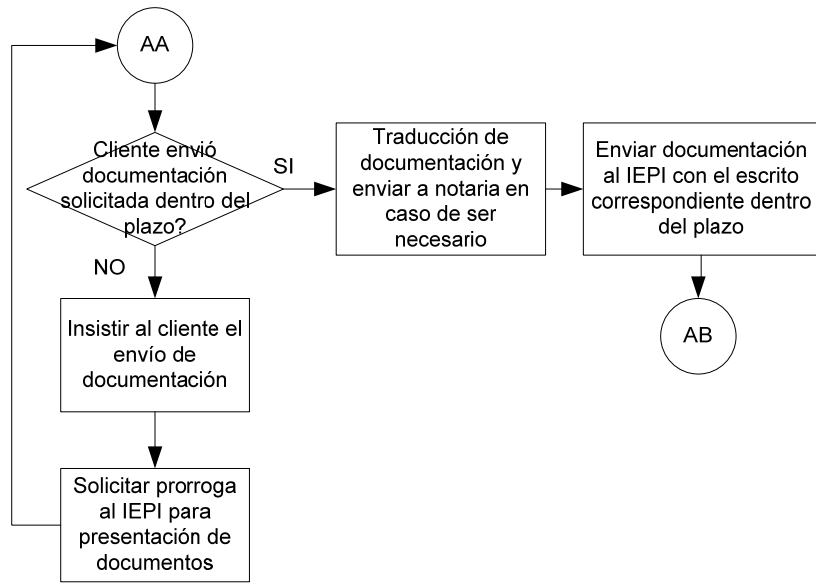 AA
Cliente envió
documentación
solicitada dentro del
plazo?
SI
Traducción de
documentación y
enviar a notaria en
caso de ser
necesario
Enviar documentación
al IEPI con el escrito
correspondiente dentro
del plazo
NO
AB
Insistir al cliente el
envío de
documentación
Solicitar prorroga
al IEPI para
presentación de
documentos